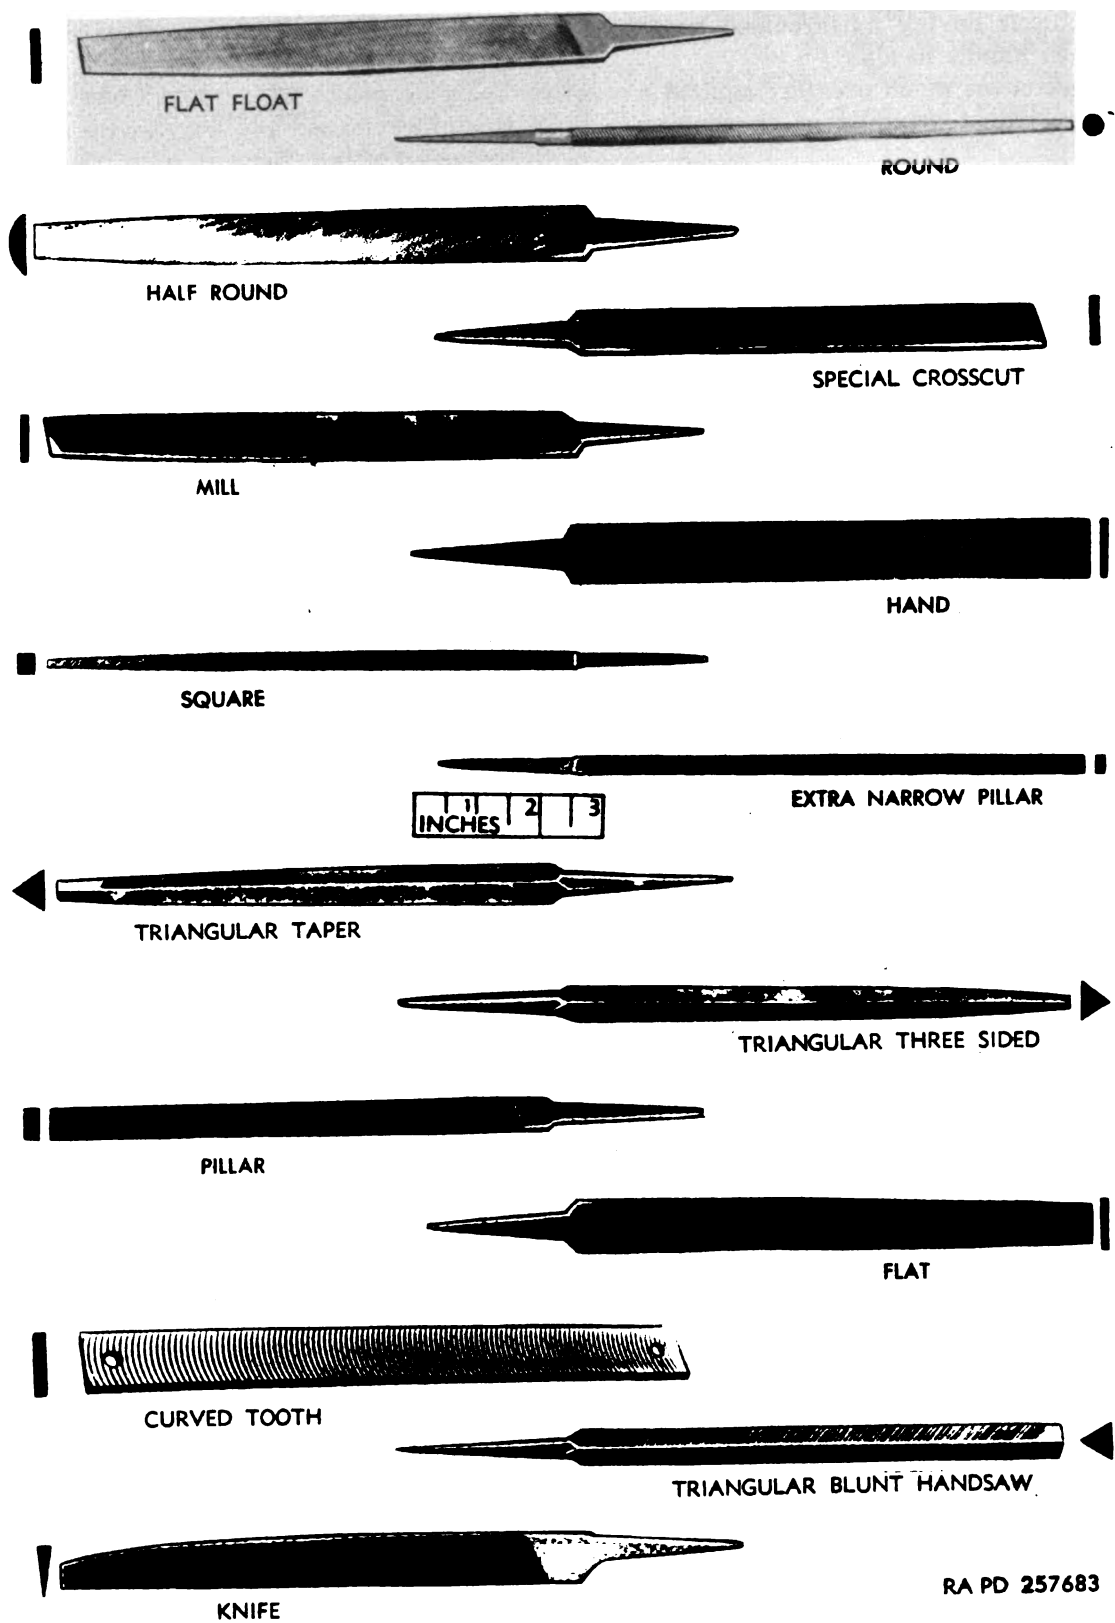 FLAT FLOAT
ROUND
HALF ROUND
SPECIAL CROSSCUT
MILL
HAND
SQUARE
EXTRA NARROW PILLAR
1 2 3
INCHES
TRIANGULAR TAPER
TRIANGULAR THREE SIDED
PILLAR
FLAT
CURVED TOOTH
TRIANGULAR BLUNT HANDSAW
KNIFE
RA PD 257683